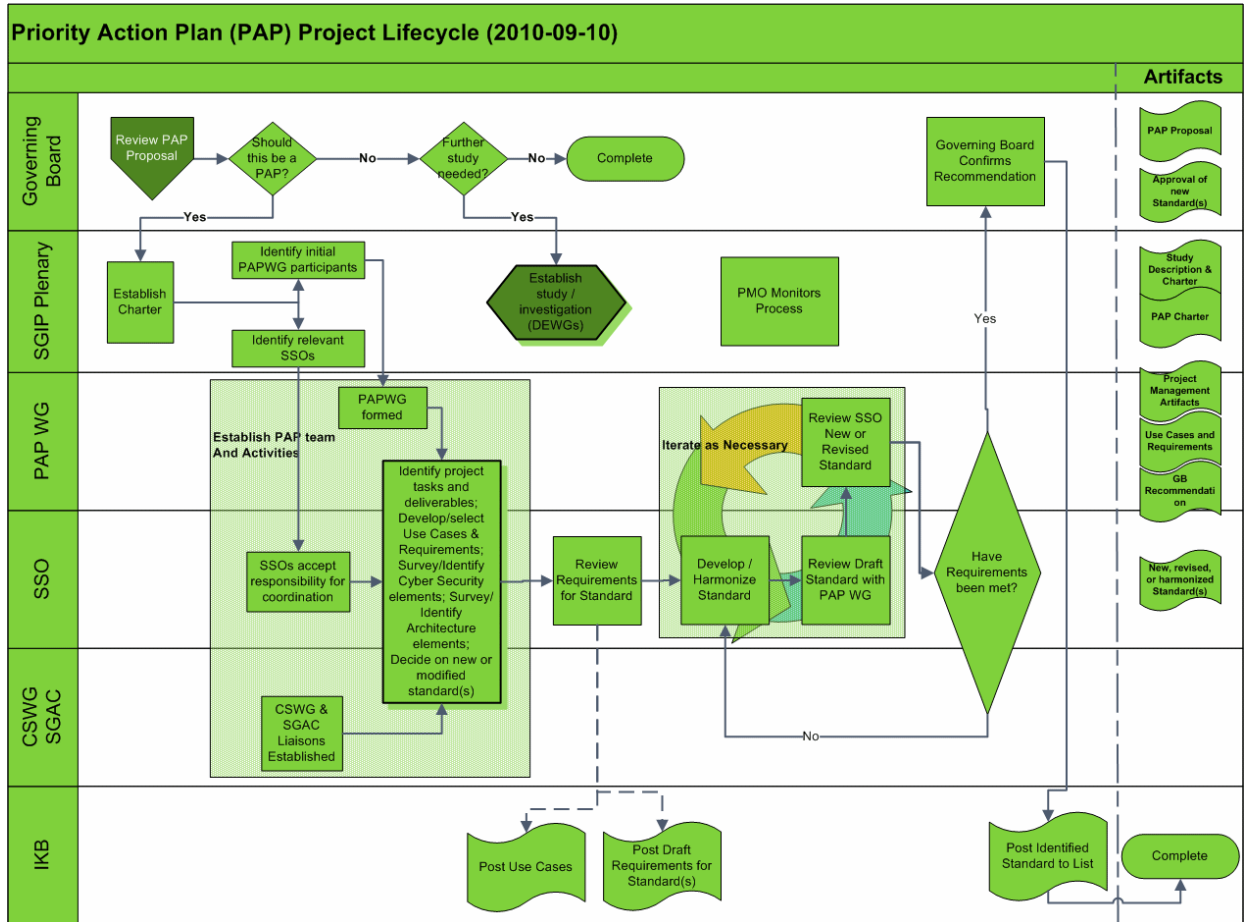 Priority Action Plan (PAP) Project Lifecycle (2010-09-10)
Artifacts
Governing
Board
Review PAP
Proposal
Should
this be a
PAP?
No
Further
study
needed?
No
Complete
Yes
Yes
Governing Board
Confirms
Recommendation
PAP Proposal
Approval of
new
Standard(s)
SGIP Plenary
Establish
Charter
Identify initial
PAPWG participants
Identify relevant
SSOs
Establish
study /
investigation
(DEWGs)
PMO Monitors
Process
Yes
Study
Description &
Charter
PAP Charter
PAP WG
Establish PAP team
And Activities
PAPWG
formed
Identify project
tasks and
deliverables;
Develop/select
Use Cases &
Requirements;
Survey/Identify
Cyber Security
elements; Survey/
Identify
Architecture
elements;
Decide on new or
modified
standard(s)
Iterate as Necessary
Review SSO
New or
Revised
Standard
Project
Management
Artifacts
Use Cases and
Requirements
GB
Recommendati
on
SSO
SSOs accept
responsibility for
coordination
Review
Requirements
for Standard
Develop /
Harmonize
Standard
Review Draft
Standard with
PAP WG
Have
Requirements
been met?
New, revised,
or harmonized
Standard(s)
CSWG
SGAC
CSWG &
SGAC
Liaisons
Established
No
IKB
Post Use Cases
Post Draft
Requirements for
Standard(s)
Post Identified
Standard to List
Complete